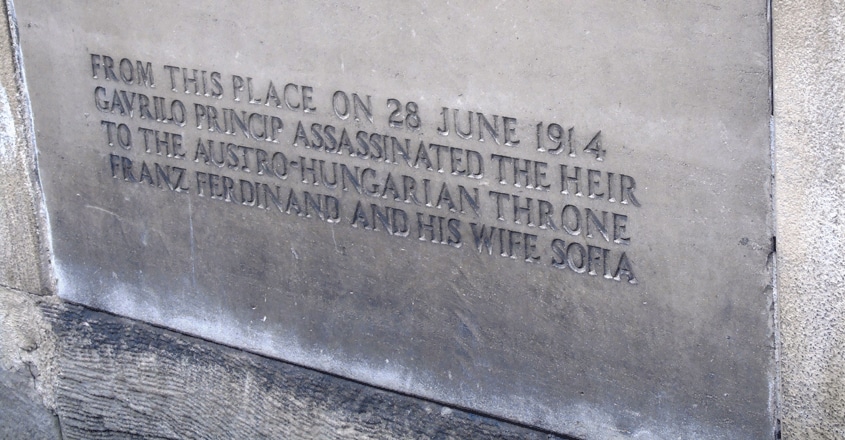 FROM THIS PLACE ON 28 JUNE 1914
GAVRILO PRINCIP ASSASSINATED THE HEIR
TO THE AUSTRO-HUNGARIAN THRONE
FRANZ FERDINAND AND HIS WIFE SOFIA